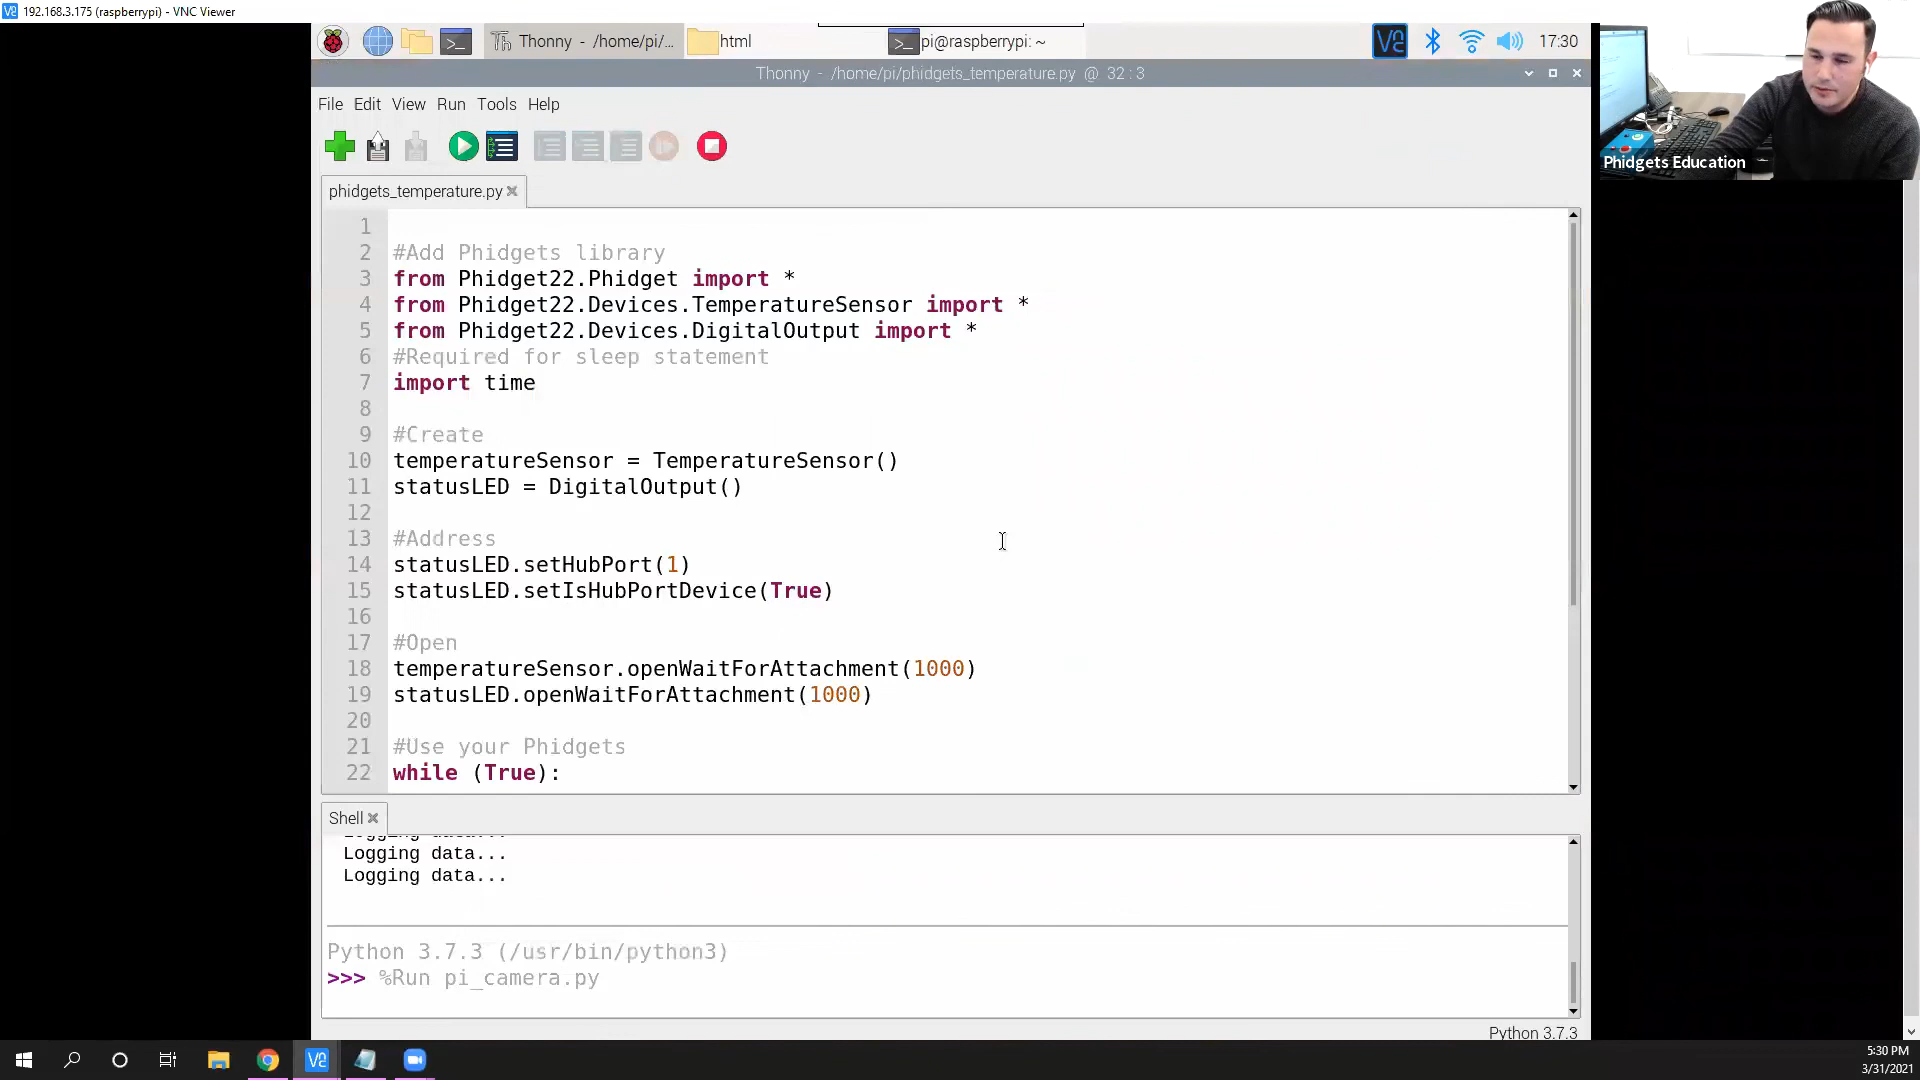 192.168.3.175 (raspberrypi) - VNC Viewer
Thonny - /home/pi/...
html
pi@raspberrypi: ~
17:30
Thonny - /home/pi/phidgets_temperature.py @ 32 : 3
File Edit View Run Tools Help
phidgets_temperature.py
Phidgets Education
1
2 #Add Phidgets library
3 from Phidget22.Phidget import *
4 from Phidget22.Devices.TemperatureSensor import *
5 from Phidget22.Devices.DigitalOutput import *
6 #Required for sleep statement
7 import time
8
9 #Create
10 temperatureSensor = TemperatureSensor()
11 statusLED = DigitalOutput()
12
13 #Address
14 statusLED.setHubPort(1)
15 statusLED.setIsHubPortDevice(True)
16
17 #Open
18 temperatureSensor.openWaitForAttachment(1000)
19 statusLED.openWaitForAttachment(1000)
20
21 #Use your Phidgets
22 while (True):
Shell
Logging data...
Logging data...
Python 3.7.3 (/usr/bin/python3)
>>> %Run pi_camera.py
Python 3.7.3
5:30 PM
3/31/2021